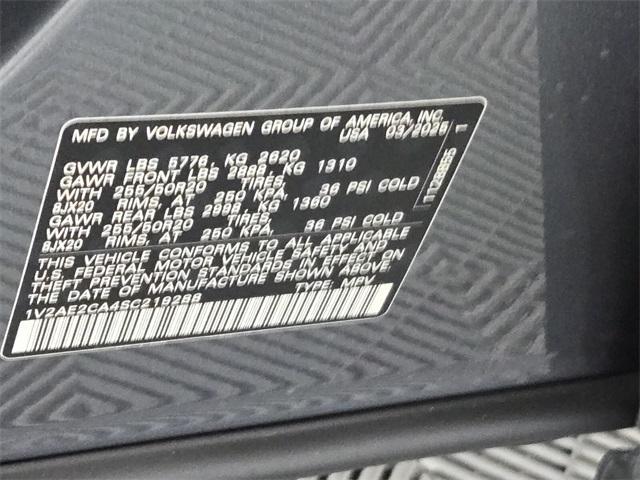 MFD BY VOLKSWAGEN GROUP OF AMERICA, INC.
USA 03/2025
GVWR LBS 5776, KG 2620
GAWR FRONT LBS 2888, KG 1310
WITH 255/50R20 TIRES, 36 PSI COLD
8JX20 RIMS, AT 250 KPA,
GAWR REAR LBS 2998, KG 1360
WITH 255/50R20 TIRES, 36 PSI COLD
8JX20 RIMS, AT 250 KPA,
THIS VEHICLE CONFORMS TO ALL APPLICABLE
U.S. FEDERAL MOTOR VEHICLE SAFETY AND
THEFT PREVENTION STANDARDS IN EFFECT ON
THE DATE OF MANUFACTURE SHOWN ABOVE.
TYPE: MPV